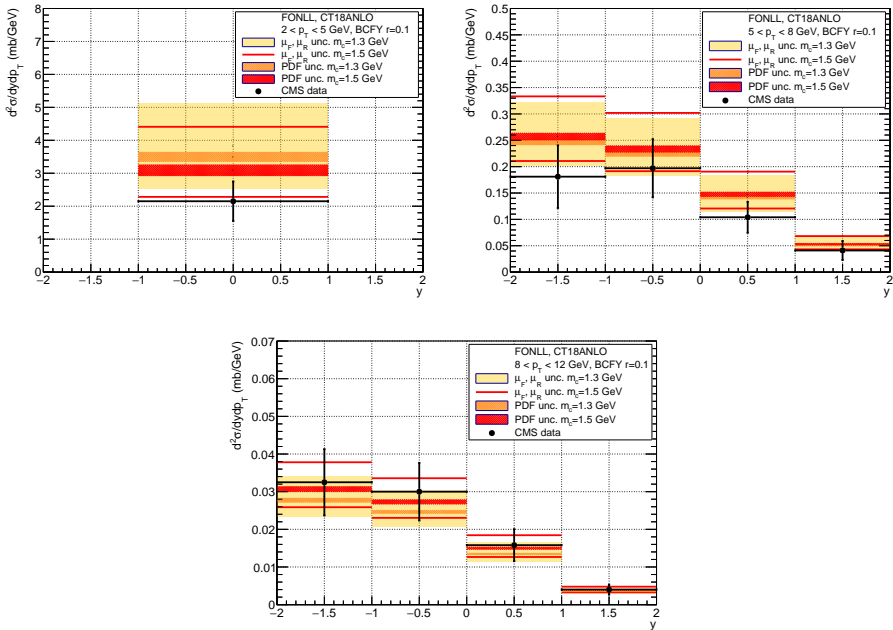 FONLL, CT18ANLO
2 < p_T < 5 GeV, BCFY r=0.1
μ_F, μ_R unc. m_c=1.3 GeV
μ_F, μ_R unc. m_c=1.5 GeV
PDF unc. m_c=1.3 GeV
PDF unc. m_c=1.5 GeV
CMS data
d²σ/dydp_T (mb/GeV)
8
7
6
5
4
3
2
1
0
−2 −1.5 −1 −0.5 0 0.5 1 1.5 2
y
FONLL, CT18ANLO
5 < p_T < 8 GeV, BCFY r=0.1
μ_F, μ_R unc. m_c=1.3 GeV
μ_F, μ_R unc. m_c=1.5 GeV
PDF unc. m_c=1.3 GeV
PDF unc. m_c=1.5 GeV
CMS data
d²σ/dydp_T (mb/GeV)
0.5
0.45
0.4
0.35
0.3
0.25
0.2
0.15
0.1
0.05
0
−2 −1.5 −1 −0.5 0 0.5 1 1.5 2
y
FONLL, CT18ANLO
8 < p_T < 12 GeV, BCFY r=0.1
μ_F, μ_R unc. m_c=1.3 GeV
μ_F, μ_R unc. m_c=1.5 GeV
PDF unc. m_c=1.3 GeV
PDF unc. m_c=1.5 GeV
CMS data
d²σ/dydp_T (mb/GeV)
0.07
0.06
0.05
0.04
0.03
0.02
0.01
0
−2 −1.5 −1 −0.5 0 0.5 1 1.5 2
y